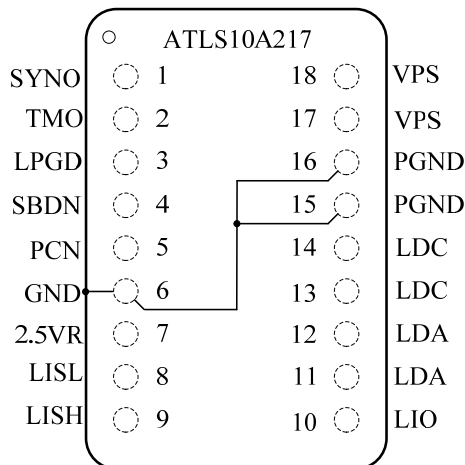 ATLS10A217
SYNO 1 18 VPS
TMO 2 17 VPS
LPGD 3 16 PGND
SBDN 4 15 PGND
PCN 5 14 LDC
GND 6 13 LDC
2.5VR 7 12 LDA
LISL 8 11 LDA
LISH 9 10 LIO